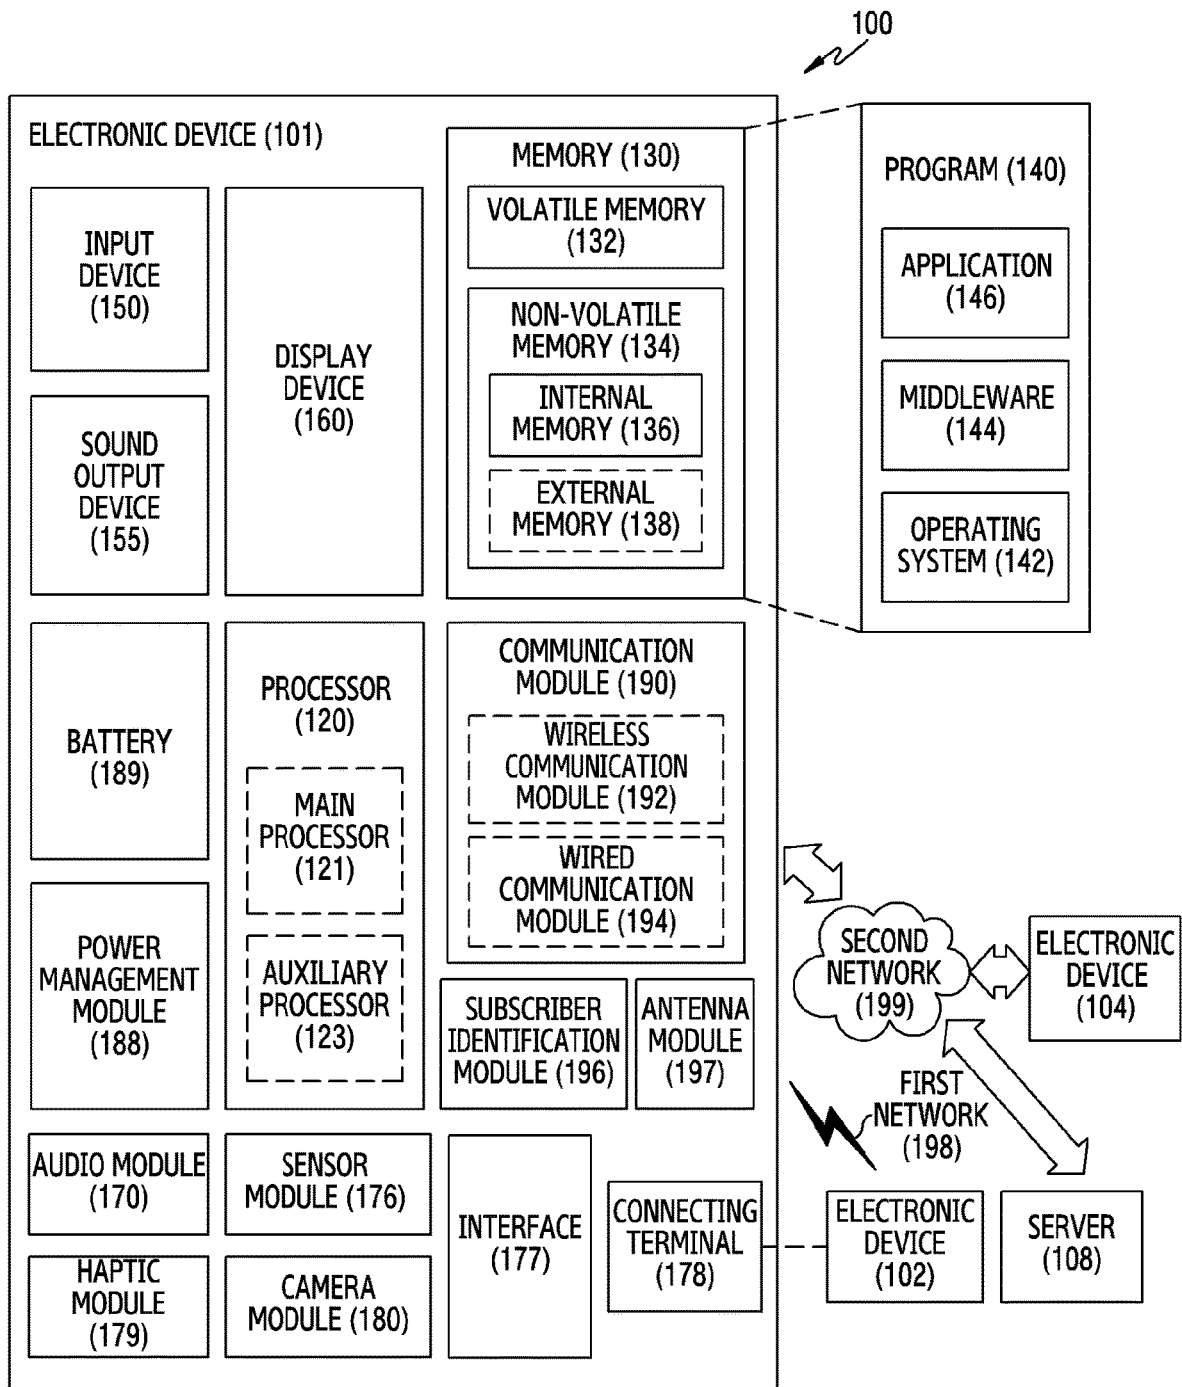 100
ELECTRONIC DEVICE (101)
INPUT
DEVICE
(150)
SOUND
OUTPUT
DEVICE
(155)
DISPLAY
DEVICE
(160)
MEMORY (130)
VOLATILE MEMORY
(132)
NON-VOLATILE
MEMORY (134)
INTERNAL
MEMORY (136)
EXTERNAL
MEMORY (138)
PROGRAM (140)
APPLICATION
(146)
MIDDLEWARE
(144)
OPERATING
SYSTEM (142)
BATTERY
(189)
POWER
MANAGEMENT
MODULE
(188)
PROCESSOR
(120)
MAIN
PROCESSOR
(121)
AUXILIARY
PROCESSOR
(123)
COMMUNICATION
MODULE (190)
WIRELESS
COMMUNICATION
MODULE (192)
WIRED
COMMUNICATION
MODULE (194)
SUBSCRIBER
IDENTIFICATION
MODULE (196)
ANTENNA
MODULE
(197)
SECOND
NETWORK
(199)
ELECTRONIC
DEVICE
(104)
FIRST
NETWORK
(198)
AUDIO MODULE
(170)
SENSOR
MODULE (176)
HAPTIC
MODULE
(179)
CAMERA
MODULE (180)
INTERFACE
(177)
CONNECTING
TERMINAL
(178)
ELECTRONIC
DEVICE
(102)
SERVER
(108)